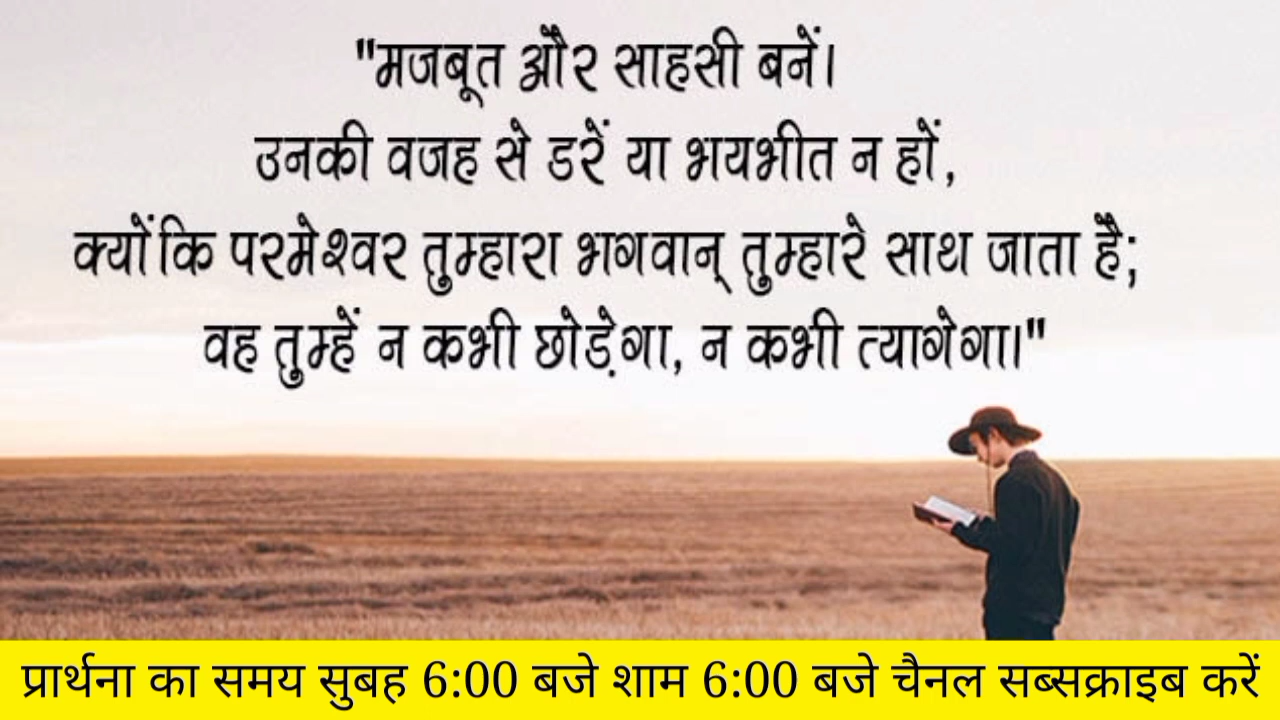 "मजबूत और साहसी बनें।
उनकी वजह से डरें या भयभीत न हों,
क्योंकि परमेश्वर तुम्हारा भगवान् तुम्हारे साथ जाता है;
वह तुम्हें न कभी छोड़ेगा, न कभी त्यागेगा।"
प्रार्थना का समय सुबह 6:00 बजे शाम 6:00 बजे चैनल सब्सक्राइब करें